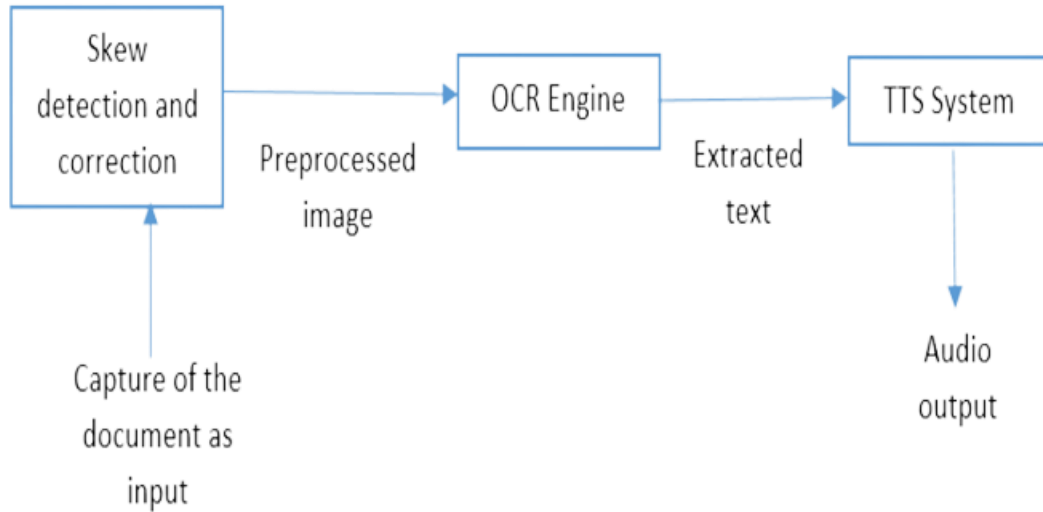 Skew
detection and
correction
Preprocessed
image
OCR Engine
Extracted
text
TTS System
Audio
output
Capture of the
document as
input